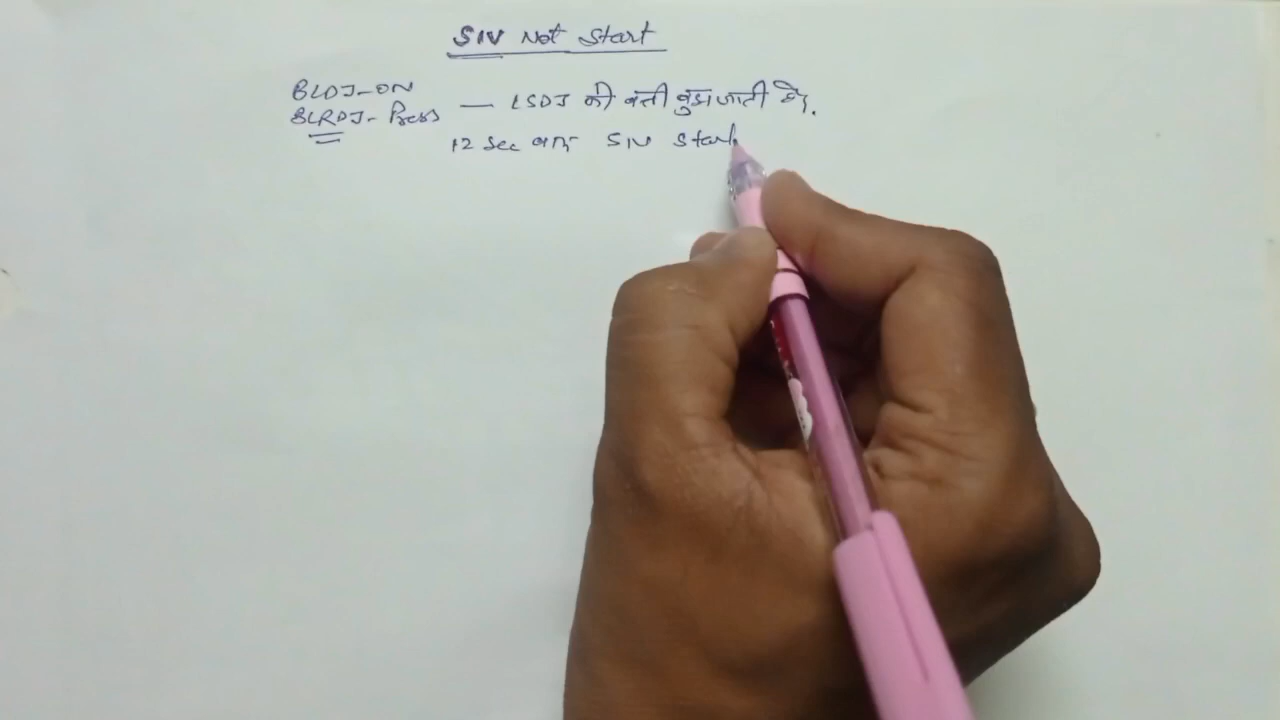 SIV Not Start
BLDJ-ON
BLRDJ-Press — LSDJ की बत्ती बुझ जाती है।
12 Sec बाद SIV Start